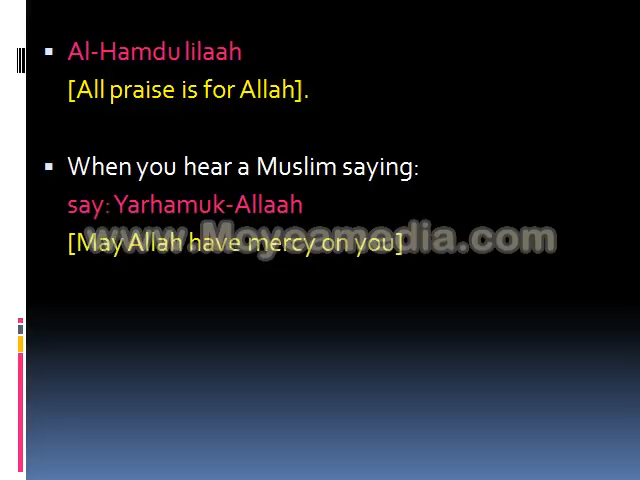 Al-Hamdu lilaah
[All praise is for Allah].
When you hear a Muslim saying:
say: Yarhamuk-Allaah
[May Allah have mercy on you]
www.Moycamedia.com